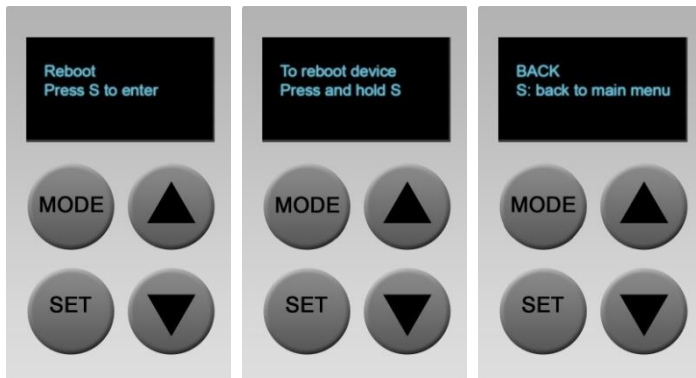 Reboot
Press S to enter
MODE
SET
To reboot device
Press and hold S
MODE
SET
BACK
S: back to main menu
MODE
SET